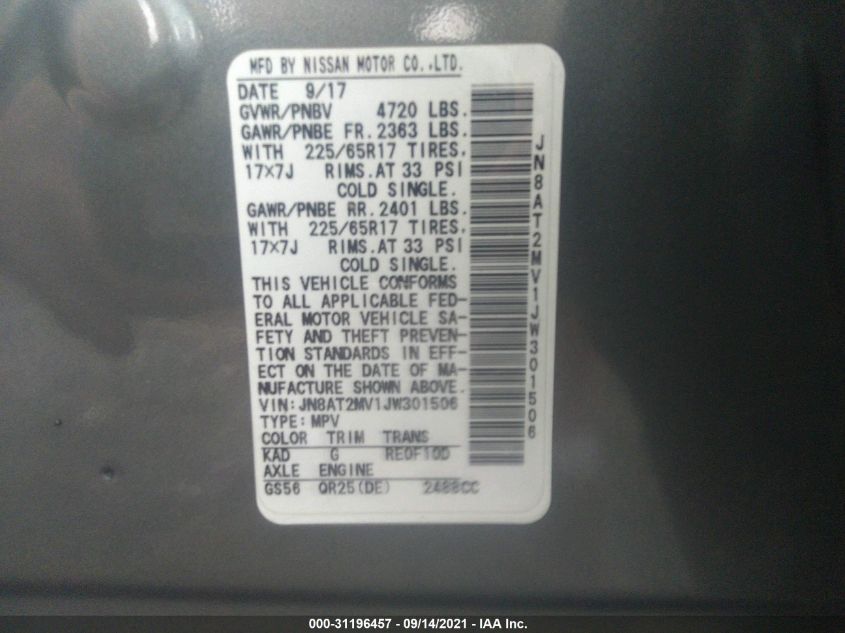 MFD BY NISSAN MOTOR CO.,LTD.
DATE 9/17
GVWR/PNBV 4720 LBS.
GAWR/PNBE FR. 2363 LBS.
WITH 225/65R17 TIRES.
17×7J RIMS. AT 33 PSI
COLD SINGLE.
GAWR/PNBE RR. 2401 LBS.
WITH 225/65R17 TIRES.
17×7J RIMS. AT 33 PSI
COLD SINGLE.
THIS VEHICLE CONFORMS
TO ALL APPLICABLE FED-
ERAL MOTOR VEHICLE SA-
FETY AND THEFT PREVEN-
TION STANDARDS IN EFF-
ECT ON THE DATE OF MA-
NUFACTURE SHOWN ABOVE.
VIN: JN8AT2MV1JW301506
TYPE: MPV
COLOR TRIM TRANS
KAD G RE0F10D
AXLE ENGINE
GS56 QR25(DE) 2488CC
JN8AT2MV1JW301506
000-31196457 - 09/14/2021 - IAA Inc.